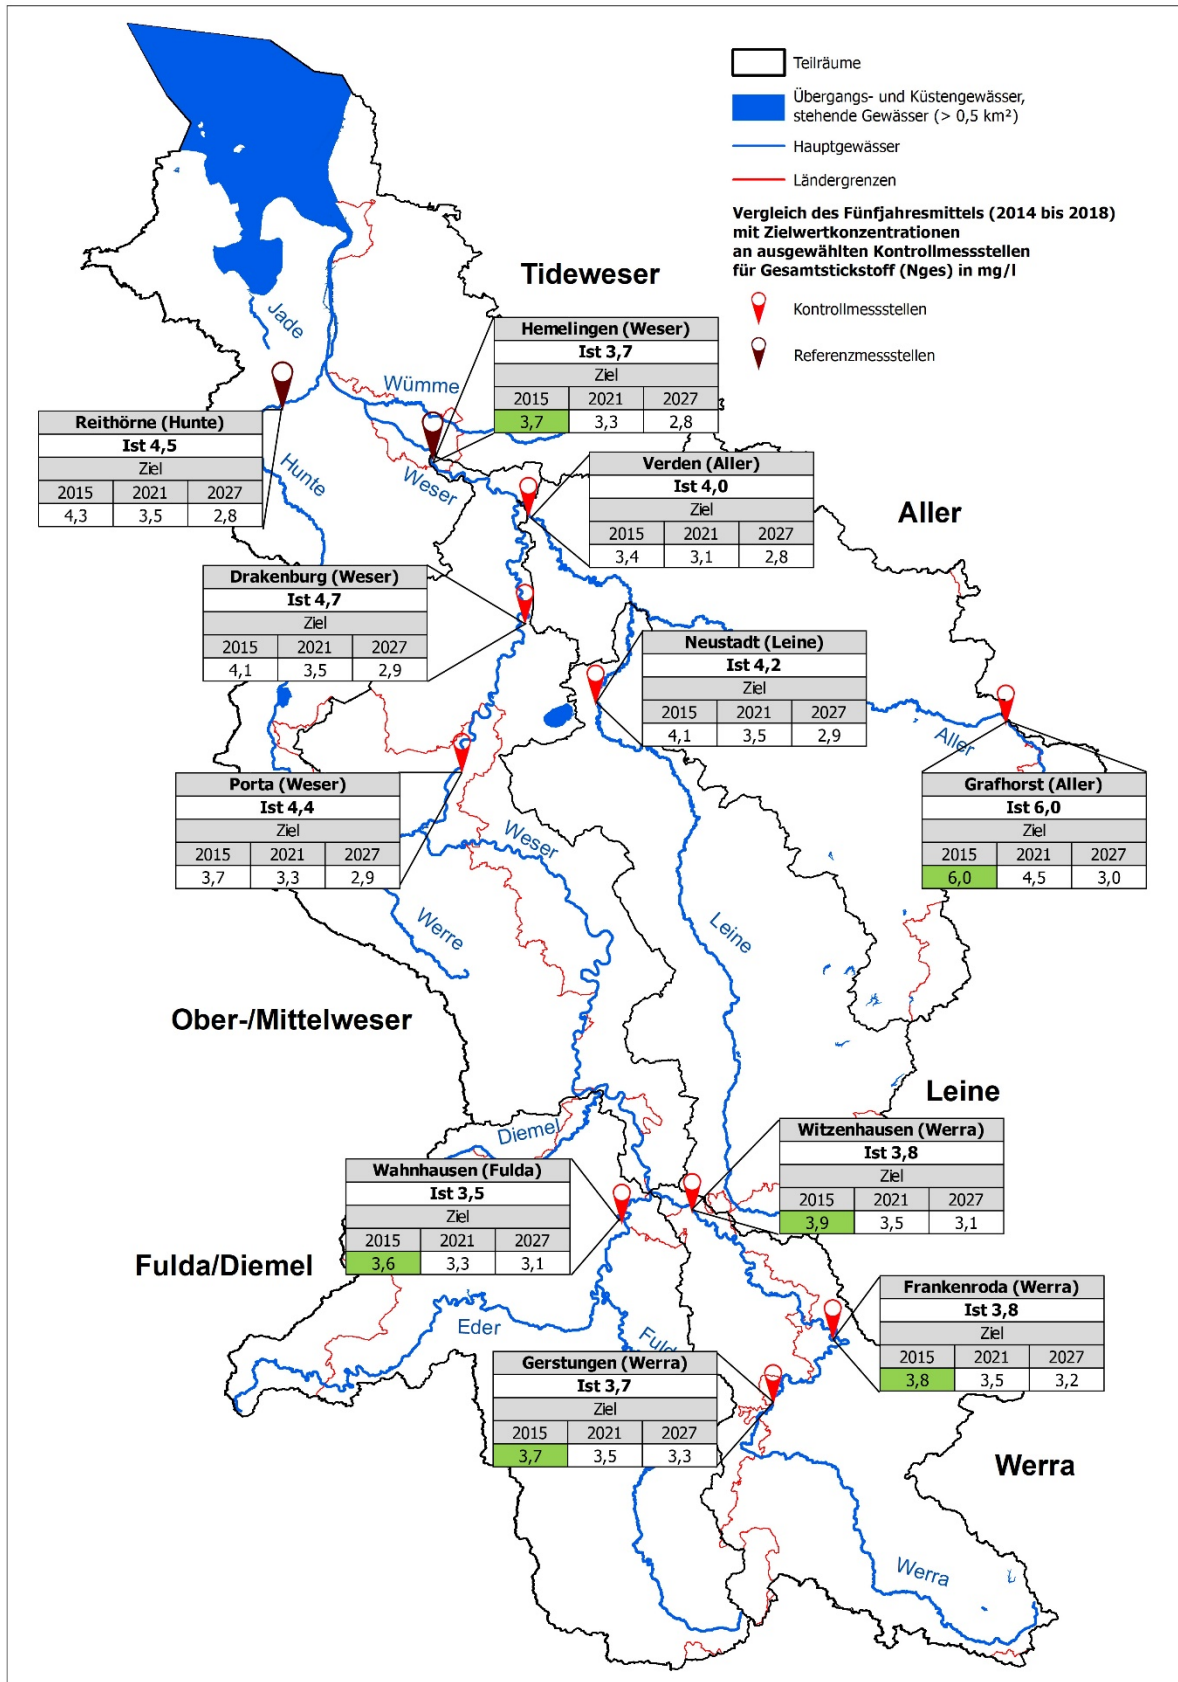 Teilräume
Übergangs- und Küstengewässer,
stehende Gewässer (> 0,5 km²)
Hauptgewässer
Ländergrenzen
Vergleich des Fünfjahresmittels (2014 bis 2018)
mit Zielwertkonzentrationen
an ausgewählten Kontrollmessstellen
für Gesamtstickstoff (Nges) in mg/l
Kontrollmessstellen
Referenzmessstellen
Tideweser
Jade
Hemelingen (Weser)
Ist 3,7
Ziel
2015 2021 2027
3,7 3,3 2,8
Wümme
Reithörne (Hunte)
Ist 4,5
Ziel
2015 2021 2027
4,3 3,5 2,8
Hunte
Weser
Verden (Aller)
Ist 4,0
Ziel
2015 2021 2027
3,4 3,1 2,8
Aller
Drakenburg (Weser)
Ist 4,7
Ziel
2015 2021 2027
4,1 3,5 2,9
Neustadt (Leine)
Ist 4,2
Ziel
2015 2021 2027
4,1 3,5 2,9
Aller
Grafhorst (Aller)
Ist 6,0
Ziel
2015 2021 2027
6,0 4,5 3,0
Porta (Weser)
Ist 4,4
Ziel
2015 2021 2027
3,7 3,3 2,9
Weser
Werre
Leine
Ober-/Mittelweser
Leine
Diemel
Witzenhausen (Werra)
Ist 3,8
Ziel
2015 2021 2027
3,9 3,5 3,1
Wahnhausen (Fulda)
Ist 3,5
Ziel
2015 2021 2027
3,6 3,3 3,1
Fulda/Diemel
Eder
Fulda
Frankenroda (Werra)
Ist 3,8
Ziel
2015 2021 2027
3,8 3,5 3,2
Gerstungen (Werra)
Ist 3,7
Ziel
2015 2021 2027
3,7 3,5 3,3
Werra
Werra